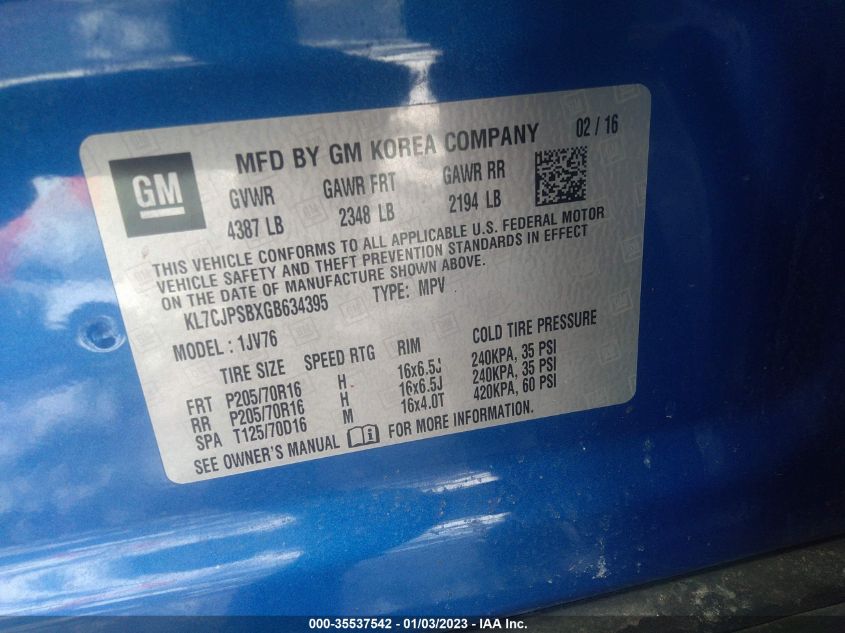 GM
MFD BY GM KOREA COMPANY 02 / 16
GVWR GAWR FRT GAWR RR
4387 LB 2348 LB 2194 LB
THIS VEHICLE CONFORMS TO ALL APPLICABLE U.S. FEDERAL MOTOR
VEHICLE SAFETY AND THEFT PREVENTION STANDARDS IN EFFECT
ON THE DATE OF MANUFACTURE SHOWN ABOVE.
KL7CJPSBXGB634395 TYPE: MPV
MODEL : 1JV76
TIRE SIZE SPEED RTG RIM COLD TIRE PRESSURE
FRT P205/70R16 H 16x6.5J 240KPA, 35 PSI
RR P205/70R16 H 16x6.5J 240KPA, 35 PSI
SPA T125/70D16 M 16x4.0T 420KPA, 60 PSI
SEE OWNER'S MANUAL FOR MORE INFORMATION.
000-35537542 - 01/03/2023 - IAA Inc.